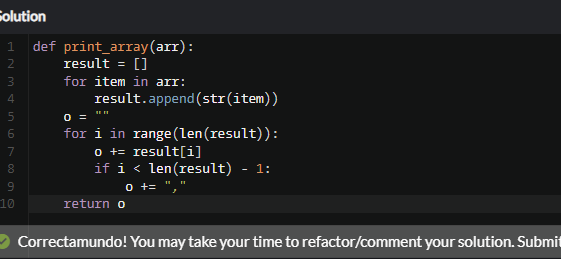 Solution
1 def print_array(arr):
2     result = []
3     for item in arr:
4         result.append(str(item))
5     o = ""
6     for i in range(len(result)):
7         o += result[i]
8         if i < len(result) - 1:
9             o += ","
10     return o
Correctamundo! You may take your time to refactor/comment your solution. Submit